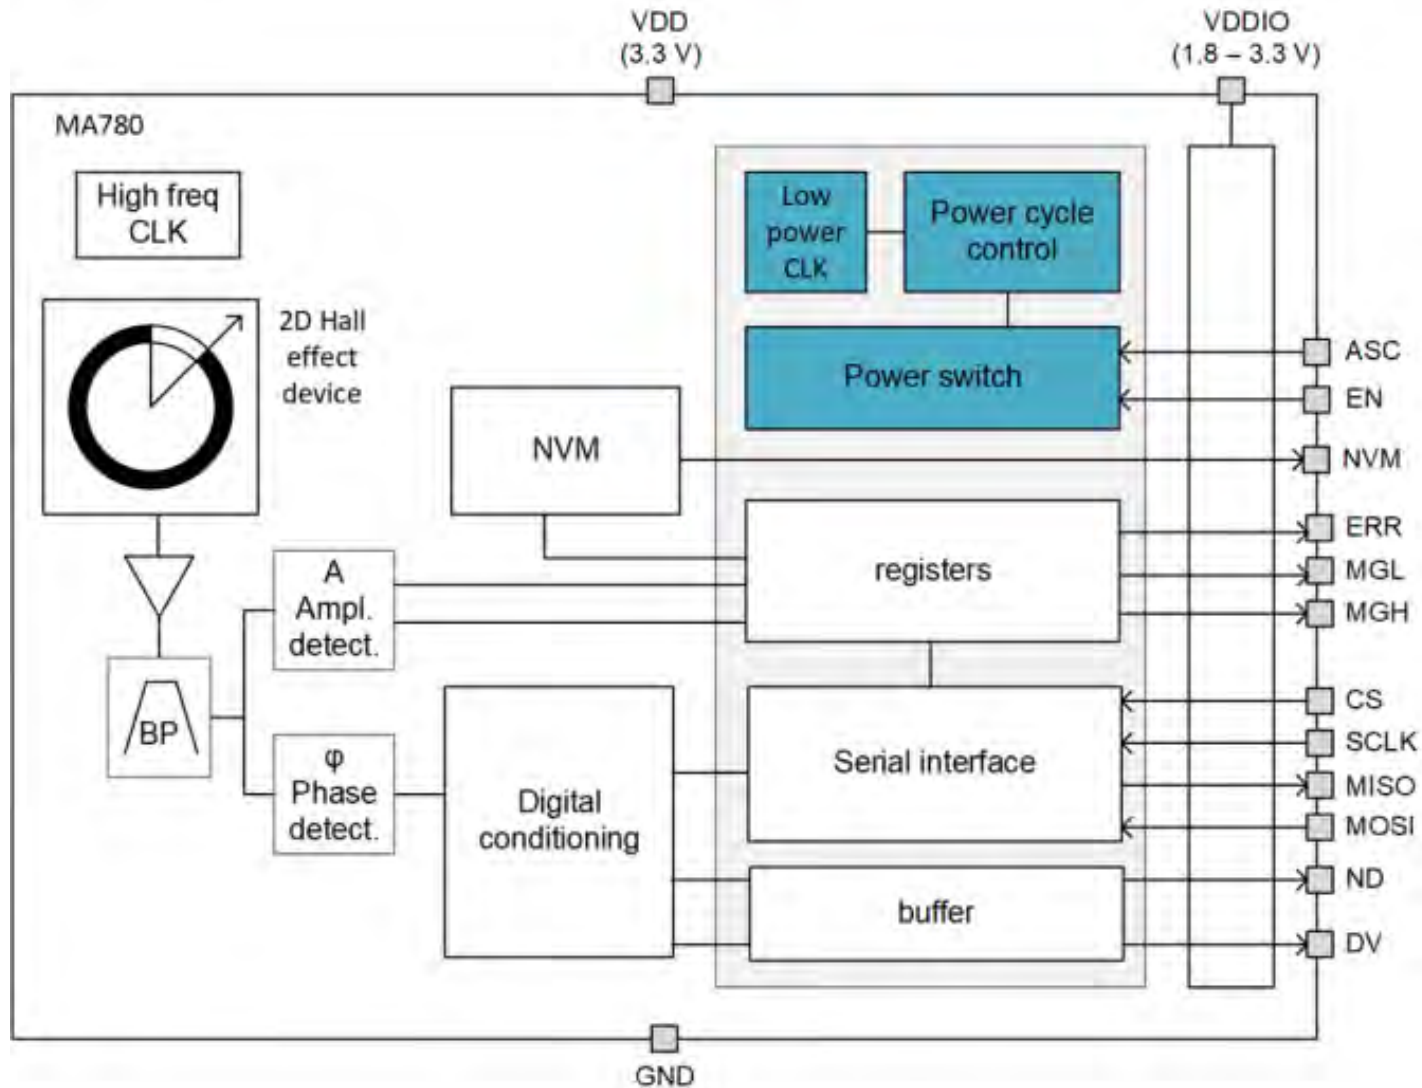 VDD
(3.3 V)
VDDIO
(1.8 – 3.3 V)
MA780
High freq
CLK
2D Hall
effect
device
Low
power
CLK
Power cycle
control
Power switch
NVM
registers
A
Ampl.
detect.
BP
φ
Phase
detect.
Digital
conditioning
Serial interface
buffer
ASC
EN
NVM
ERR
MGL
MGH
CS
SCLK
MISO
MOSI
ND
DV
GND